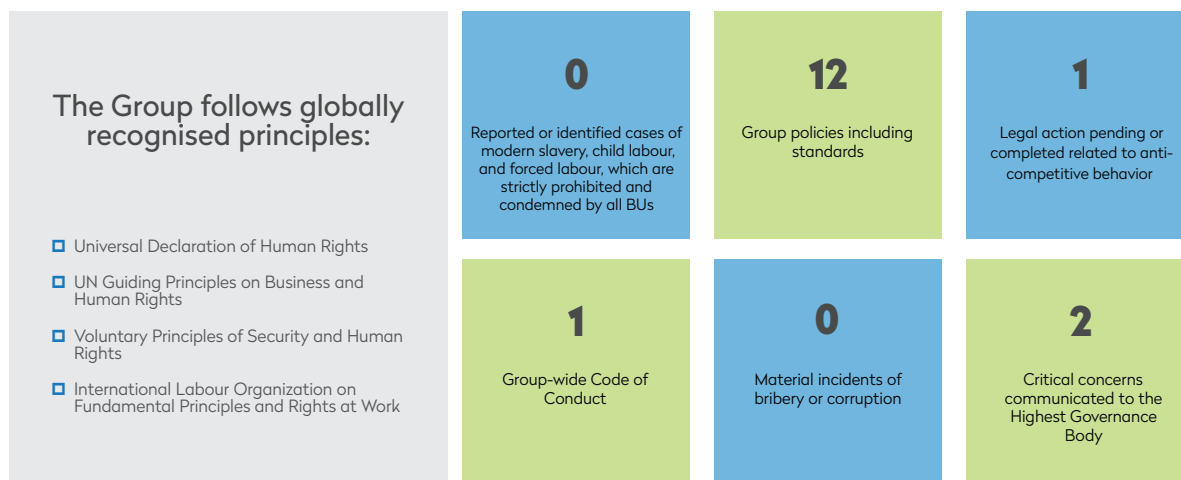 The Group follows globally
recognised principles:
Universal Declaration of Human Rights
UN Guiding Principles on Business and
Human Rights
Voluntary Principles of Security and Human
Rights
International Labour Organization on
Fundamental Principles and Rights at Work
0
Reported or identified cases of
modern slavery, child labour,
and forced labour, which are
strictly prohibited and
condemned by all BUs
12
Group policies including
standards
1
Legal action pending or
completed related to anti-
competitive behavior
1
Group-wide Code of
Conduct
0
Material incidents of
bribery or corruption
2
Critical concerns
communicated to the
Highest Governance
Body